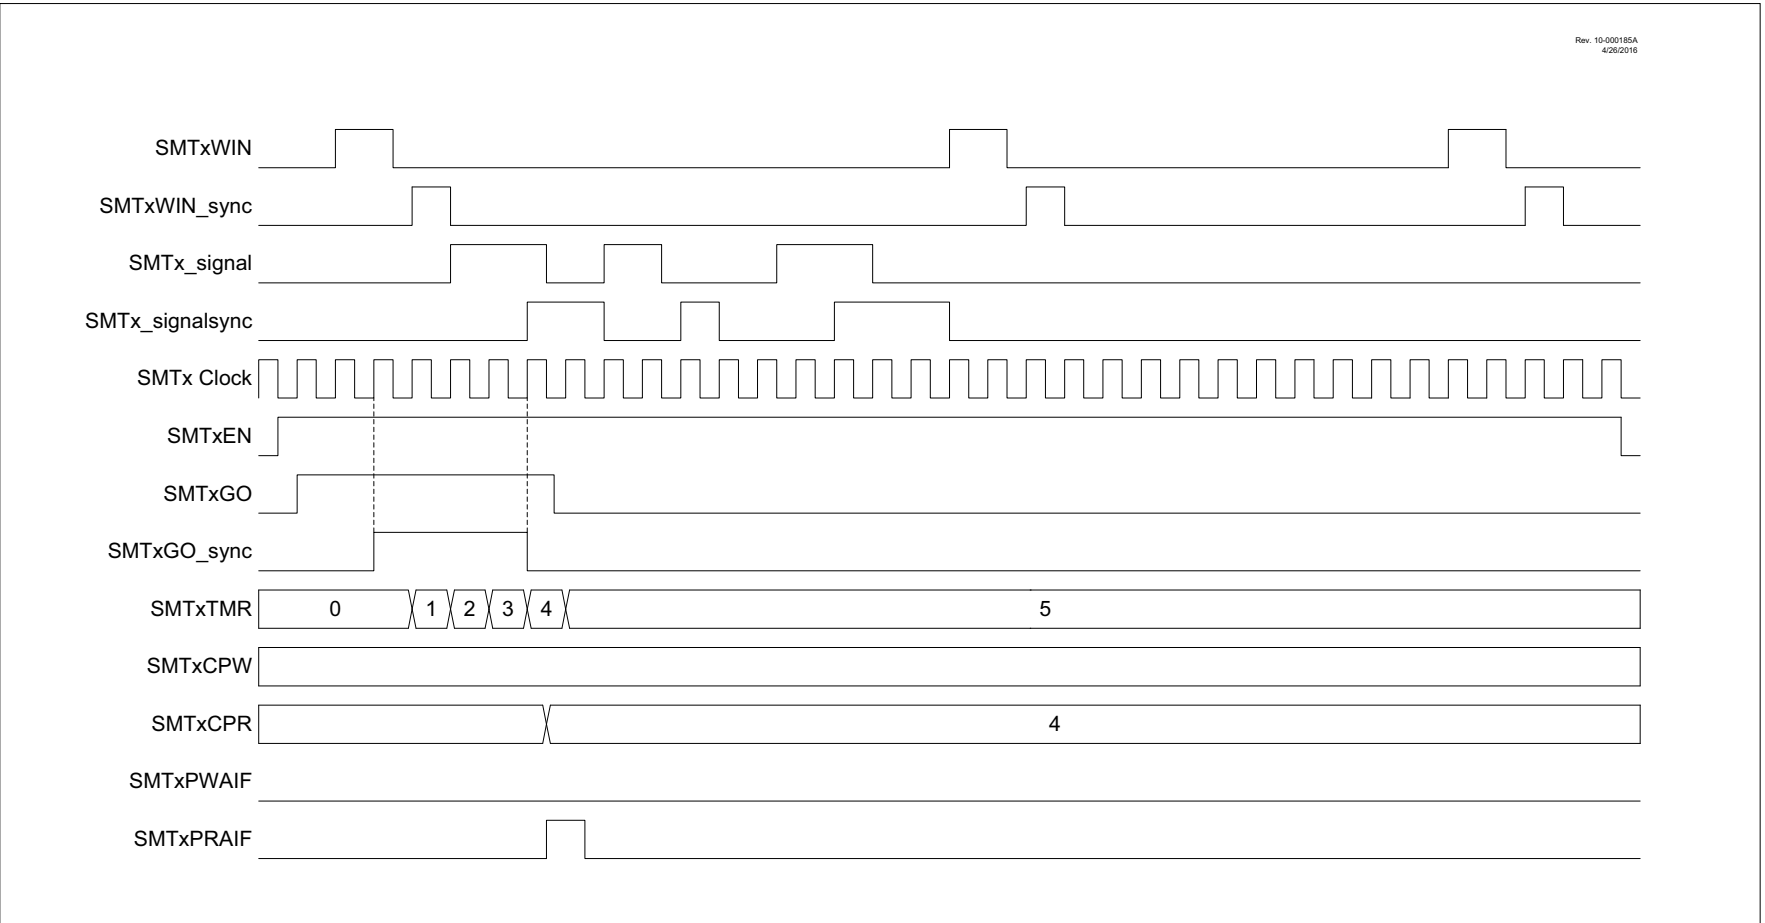 Rev. 10-000185A
4/26/2016
SMTxWIN
SMTxWIN_sync
SMTx_signal
SMTx_signalsync
SMTx Clock
SMTxEN
SMTxGO
SMTxGO_sync
SMTxTMR 0 1 2 3 4 5
SMTxCPW
SMTxCPR 4
SMTxPWAIF
SMTxPRAIF